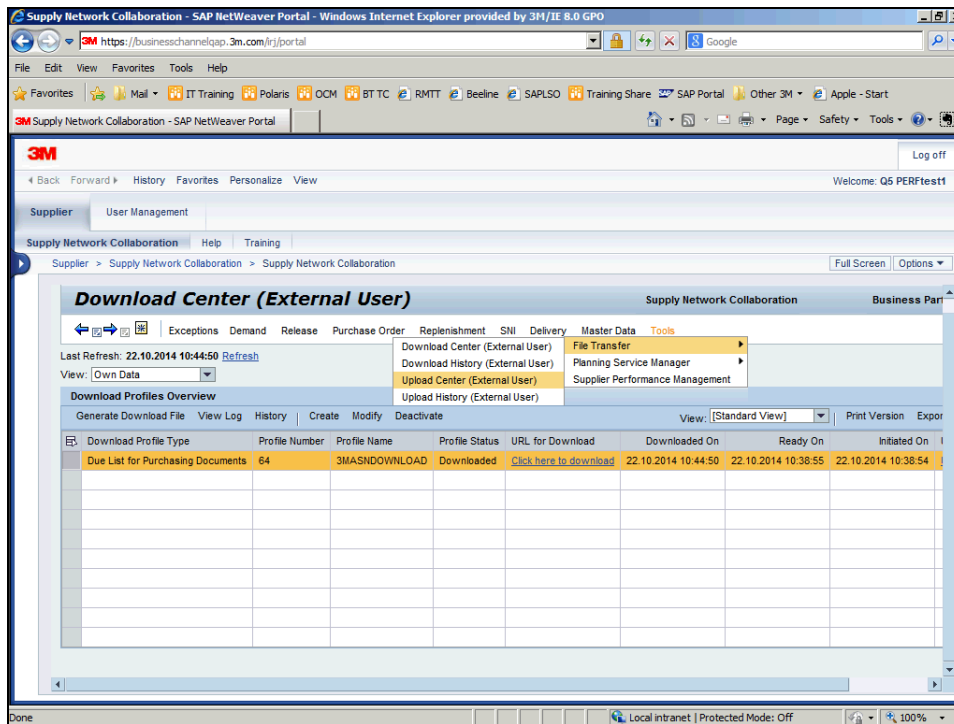 Supply Network Collaboration - SAP NetWeaver Portal - Windows Internet Explorer provided by 3M/IE 8.0 GPO
3M https://businesschannelqap.3m.com/irj/portal
Google
File Edit View Favorites Tools Help
Favorites Mail IT Training Polaris OCM BT TC RMTT Beeline SAPLSO Training Share SAP Portal Other 3M Apple - Start
3M Supply Network Collaboration - SAP NetWeaver Portal
Page Safety Tools
3M
Log off
Back Forward History Favorites Personalize View
Welcome: Q5 PERFtest1
Supplier User Management
Supply Network Collaboration Help Training
Supplier > Supply Network Collaboration > Supply Network Collaboration
Full Screen Options
Download Center (External User)
Supply Network Collaboration Business Part
Exceptions Demand Release Purchase Order Replenishment SNI Delivery Master Data Tools
Last Refresh: 22.10.2014 10:44:50 Refresh
Download Center (External User)
Download History (External User)
Upload Center (External User)
Upload History (External User)
File Transfer
Planning Service Manager
Supplier Performance Management
View: Own Data
Download Profiles Overview
Generate Download File View Log History Create Modify Deactivate
View: [Standard View] Print Version Expor
Download Profile Type Profile Number Profile Name Profile Status URL for Download Downloaded On Ready On Initiated On
Due List for Purchasing Documents 64 3MASNDOWNLOAD Downloaded Click here to download 22.10.2014 10:44:50 22.10.2014 10:38:55 22.10.2014 10:38:54
Done
Local intranet | Protected Mode: Off
100%